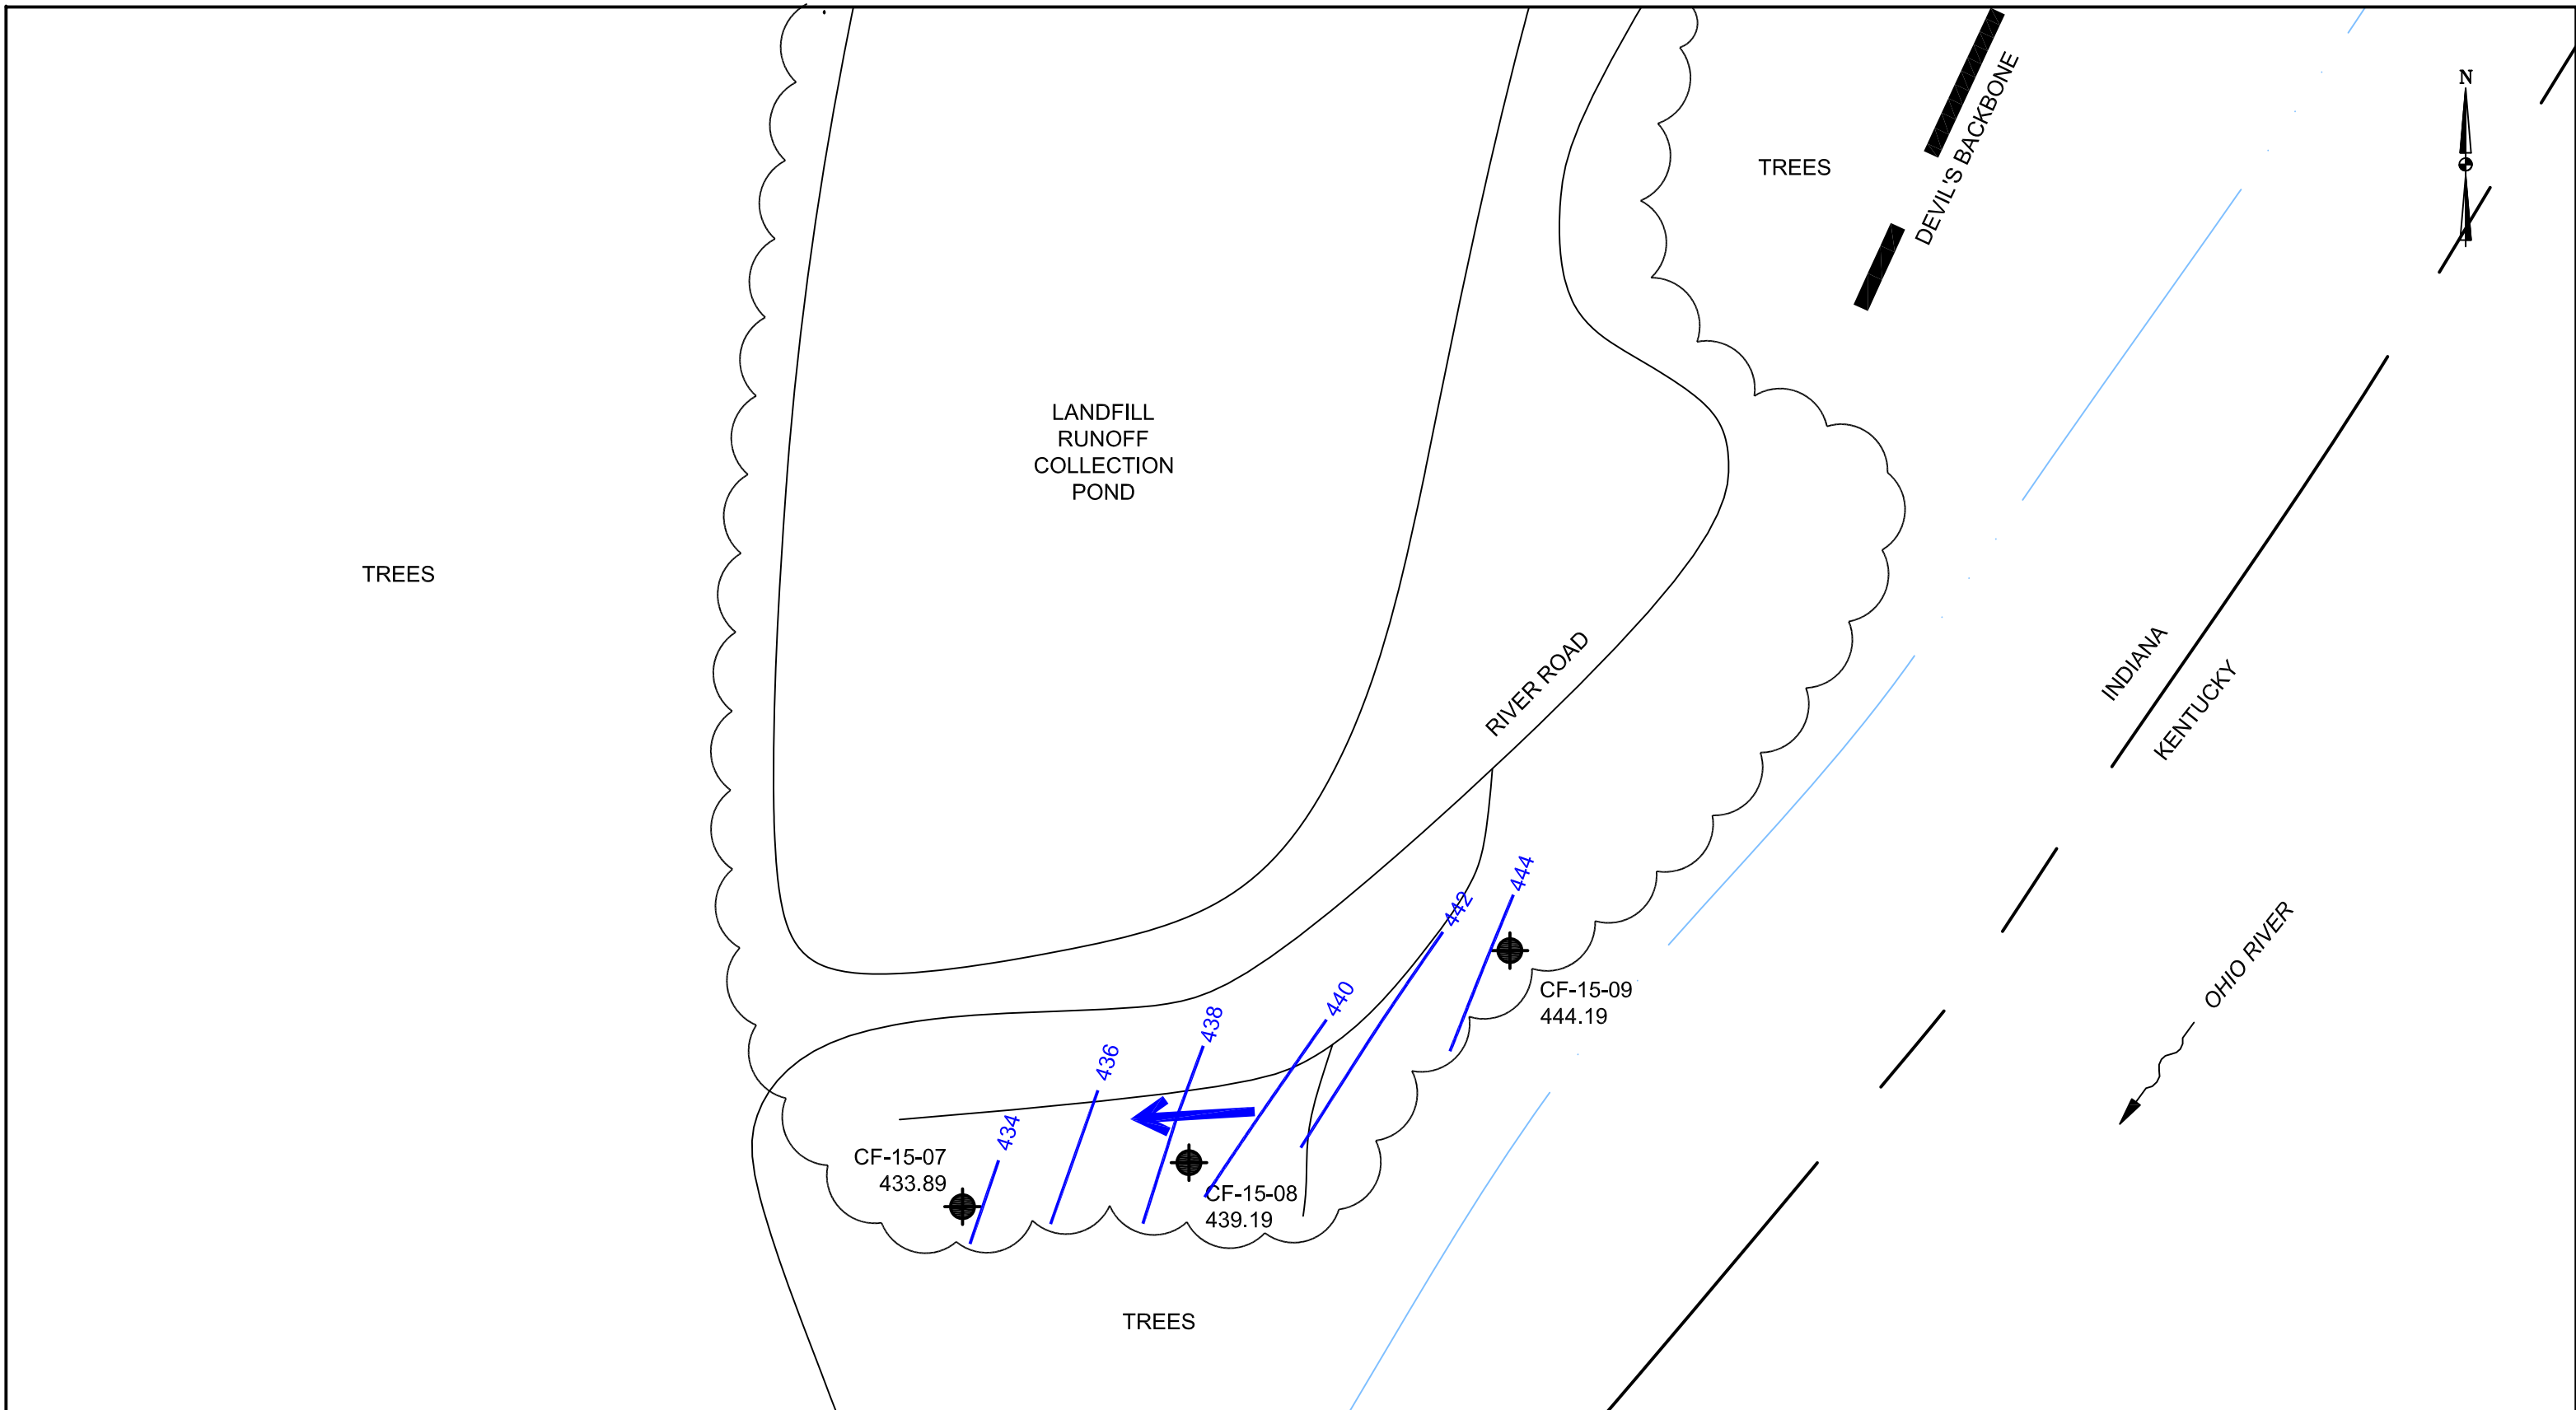 N
DEVIL'S BACKBONE
TREES
LANDFILL
RUNOFF
COLLECTION
POND
TREES
INDIANA
KENTUCKY
RIVER ROAD
OHIO RIVER
444
442
440
438
436
434
CF-15-09
444.19
CF-15-07
433.89
CF-15-08
439.19
TREES